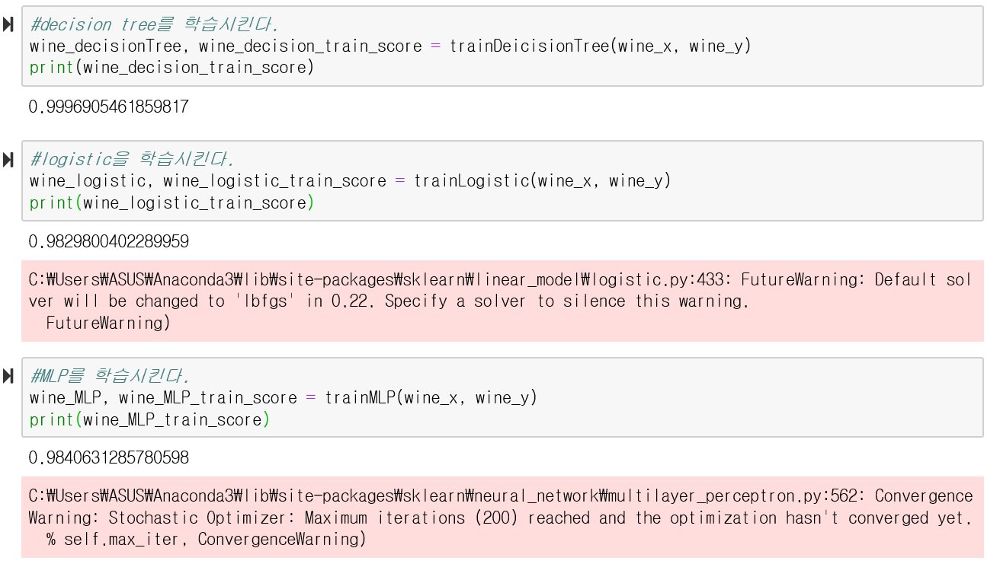 #decision tree를 학습시킨다.
wine_decisionTree, wine_decision_train_score = trainDeicisionTree(wine_x, wine_y)
print(wine_decision_train_score)
0.9996905461859817
#logistic을 학습시킨다.
wine_logistic, wine_logistic_train_score = trainLogistic(wine_x, wine_y)
print(wine_logistic_train_score)
0.9829800402289959
C:₩Users₩ASUS₩Anaconda3₩lib₩site-packages₩sklearn₩linear_model₩logistic.py:433: FutureWarning: Default sol
ver will be changed to 'lbfgs' in 0.22. Specify a solver to silence this warning.
FutureWarning)
#MLP를 학습시킨다.
wine_MLP, wine_MLP_train_score = trainMLP(wine_x, wine_y)
print(wine_MLP_train_score)
0.9840631285780598
C:₩Users₩ASUS₩Anaconda3₩lib₩site-packages₩sklearn₩neural_network₩multilayer_perceptron.py:562: Convergence
Warning: Stochastic Optimizer: Maximum iterations (200) reached and the optimization hasn't converged yet.
% self.max_iter, ConvergenceWarning)